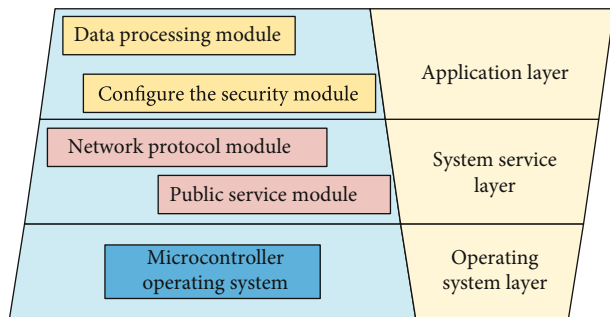 Data processing module
Configure the security module
Application layer
Network protocol module
Public service module
System service
layer
Microcontroller
operating system
Operating
system layer